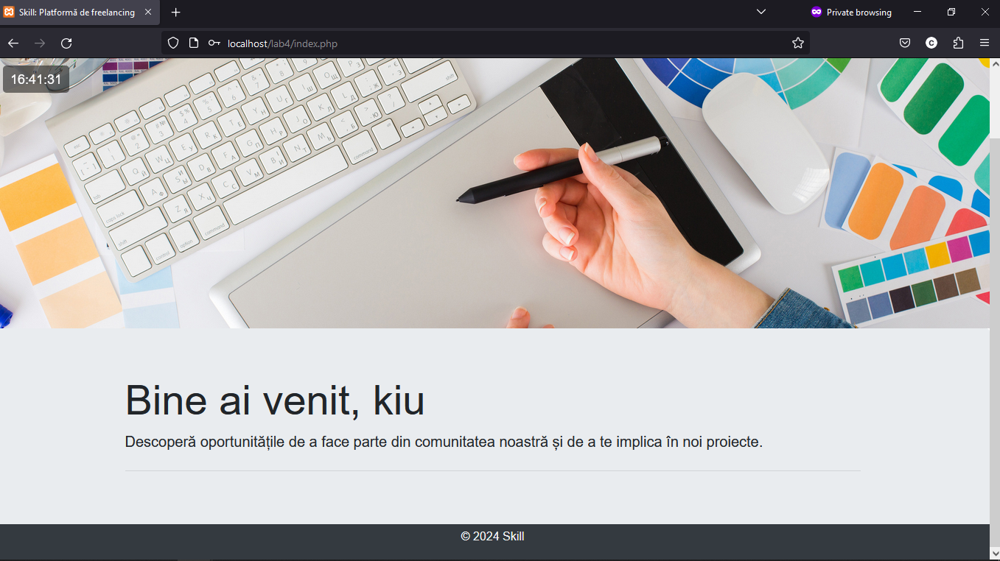 Skill: Platformă de freelancing
Private browsing
localhost/lab4/index.php
16:41:31
Bine ai venit, kiu
Descoperă oportunitățile de a face parte din comunitatea noastră și de a te implica în noi proiecte.
© 2024 Skill